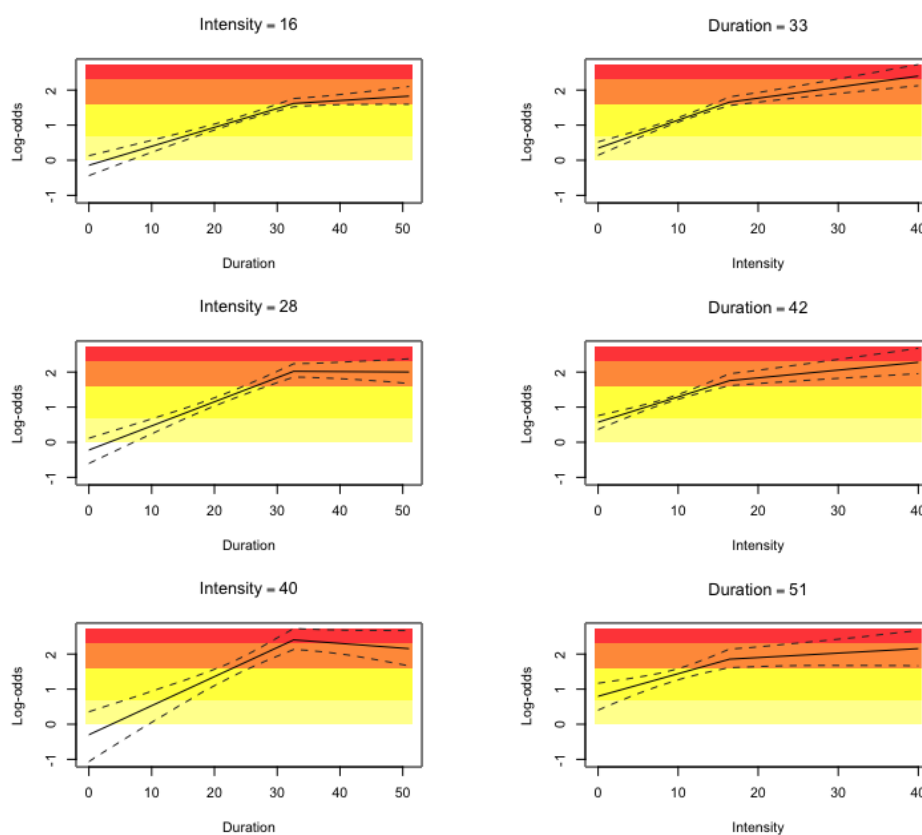 Intensity = 16
Log-odds
2
1
0
-1
0 10 20 30 40 50
Duration
Duration = 33
Log-odds
2
1
0
-1
0 10 20 30 40
Intensity
Intensity = 28
Log-odds
2
1
0
-1
0 10 20 30 40 50
Duration
Duration = 42
Log-odds
2
1
0
-1
0 10 20 30 40
Intensity
Intensity = 40
Log-odds
2
1
0
-1
0 10 20 30 40 50
Duration
Duration = 51
Log-odds
2
1
0
-1
0 10 20 30 40
Intensity